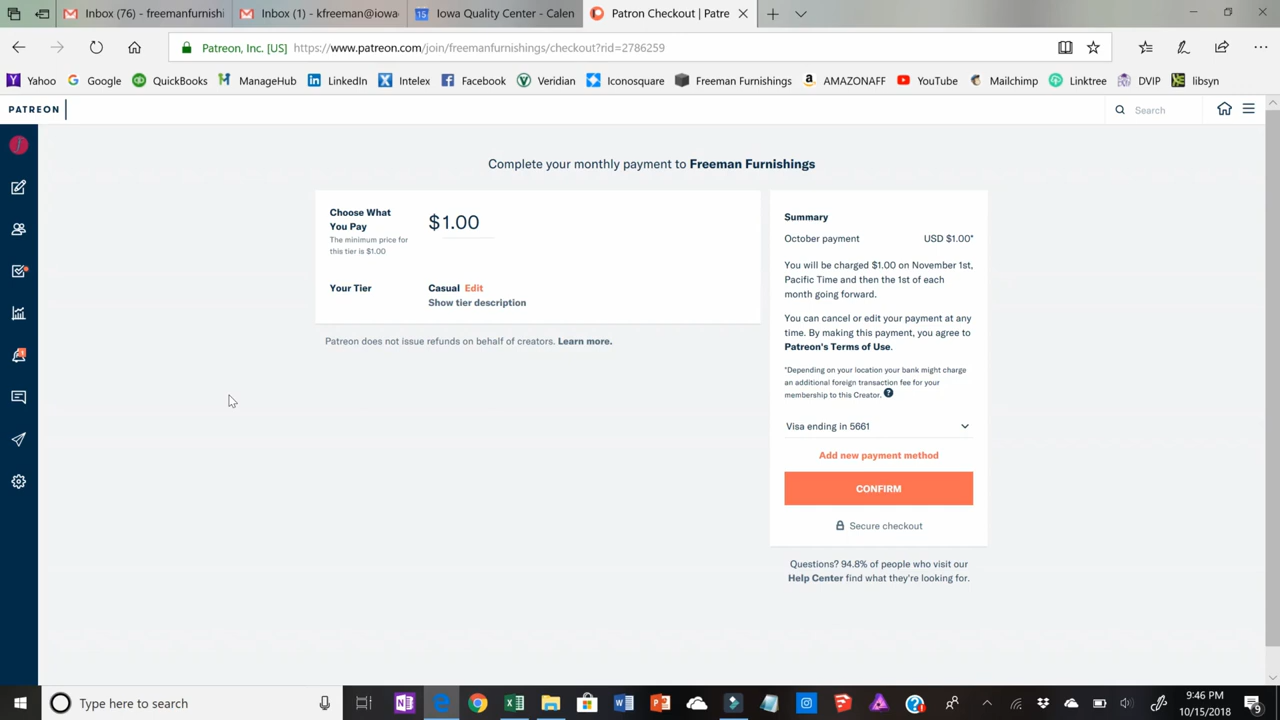 Inbox (76) - freemanfurnishi
Inbox (1) - kfreeman@iowa
Lunker Conference - Calen
Patron Checkout | Pate
Patreon, Inc. [US] https://www.patreon.com/join/freemanfurnishings/checkout?rid=2786259
Yahoo Google QuickBooks ManageHub LinkedIn Intelex Facebook Veridian Iconosquare Freeman Furnishings AMAZONAFF YouTube Mailchimp Linktree DVIP libsyn
PATREON
Search
Complete your monthly payment to Freeman Furnishings
Choose What
You Pay
The minimum price for
this tier is $1.00
$1.00
Your Tier
Casual Edit
Show tier description
Patreon does not issue refunds on behalf of creators. Learn more.
Summary
October payment USD $1.00*
You will be charged $1.00 on November 1st,
Pacific Time and then the 1st of each
month going forward.
You can cancel or edit your payment at any
time. By making this payment, you agree to
Patreon's Terms of Use.
*Depending on your location your bank might charge
an additional foreign transaction fee for your
membership to this Creator.
Visa ending in 5661
Add new payment method
CONFIRM
Secure checkout
Questions? 94.8% of people who visit our
Help Center find what they're looking for.
Type here to search
9:46 PM
10/15/2018